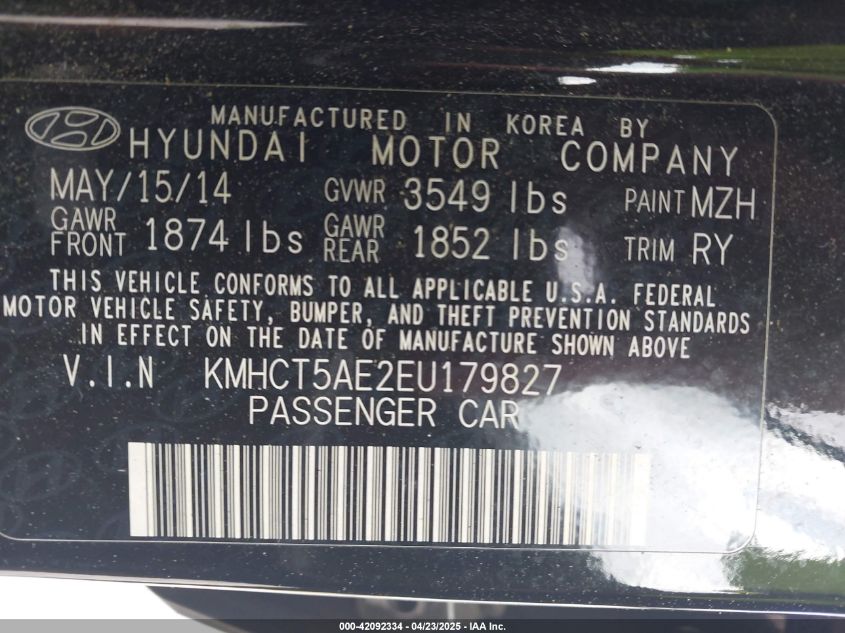 MANUFACTURED IN KOREA BY
HYUNDAI MOTOR COMPANY
MAY/15/14 GVWR 3549 lbs PAINT MZH
GAWR FRONT 1874 lbs GAWR REAR 1852 lbs TRIM RY
THIS VEHICLE CONFORMS TO ALL APPLICABLE U.S.A. FEDERAL
MOTOR VEHICLE SAFETY, BUMPER, AND THEFT PREVENTION STANDARDS
IN EFFECT ON THE DATE OF MANUFACTURE SHOWN ABOVE
V.I.N KMHCT5AE2EU179827
PASSENGER CAR
000-42092334 - 04/23/2025 - IAA Inc.